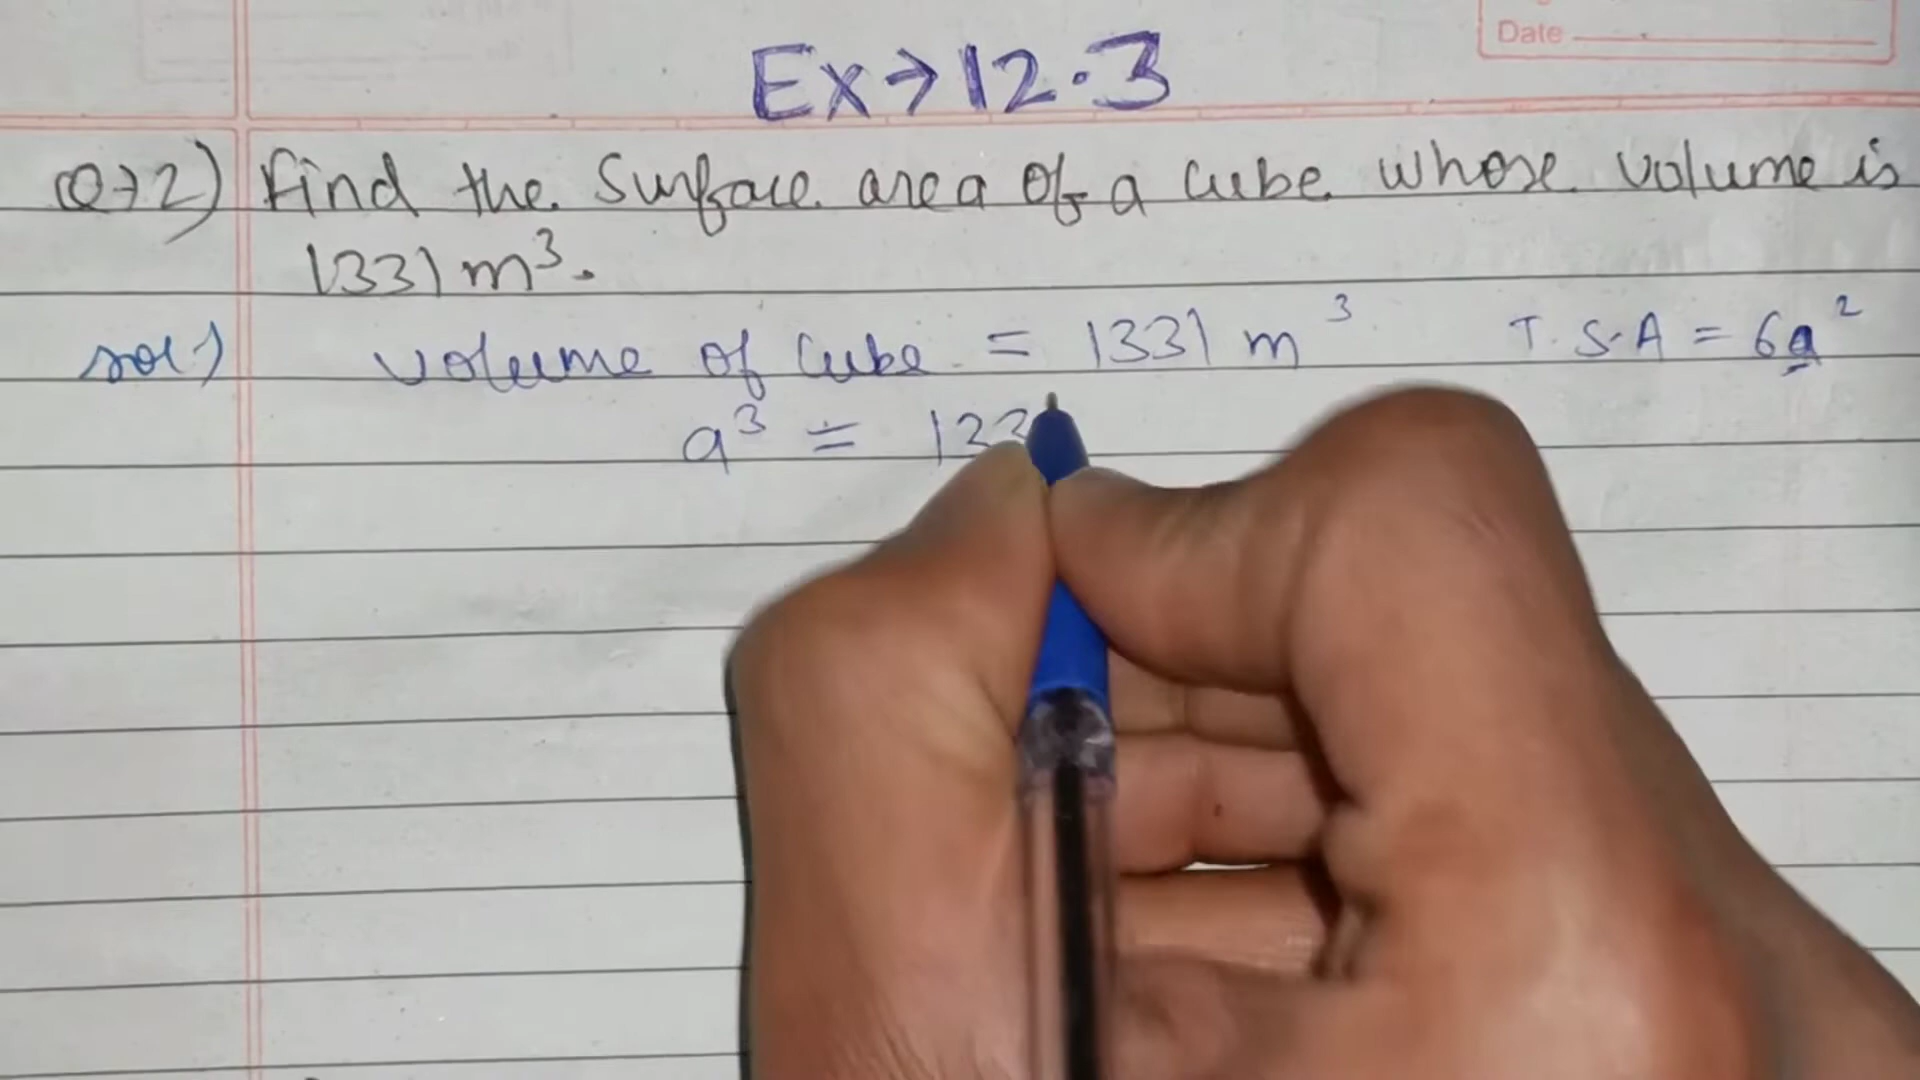 Date
Ex→12.3
Q→2) Find the Surface area of a cube whose volume is
1331 m³.
sol) Volume of Cube = 1331 m³ T.S.A = 6a²
a³ = 133